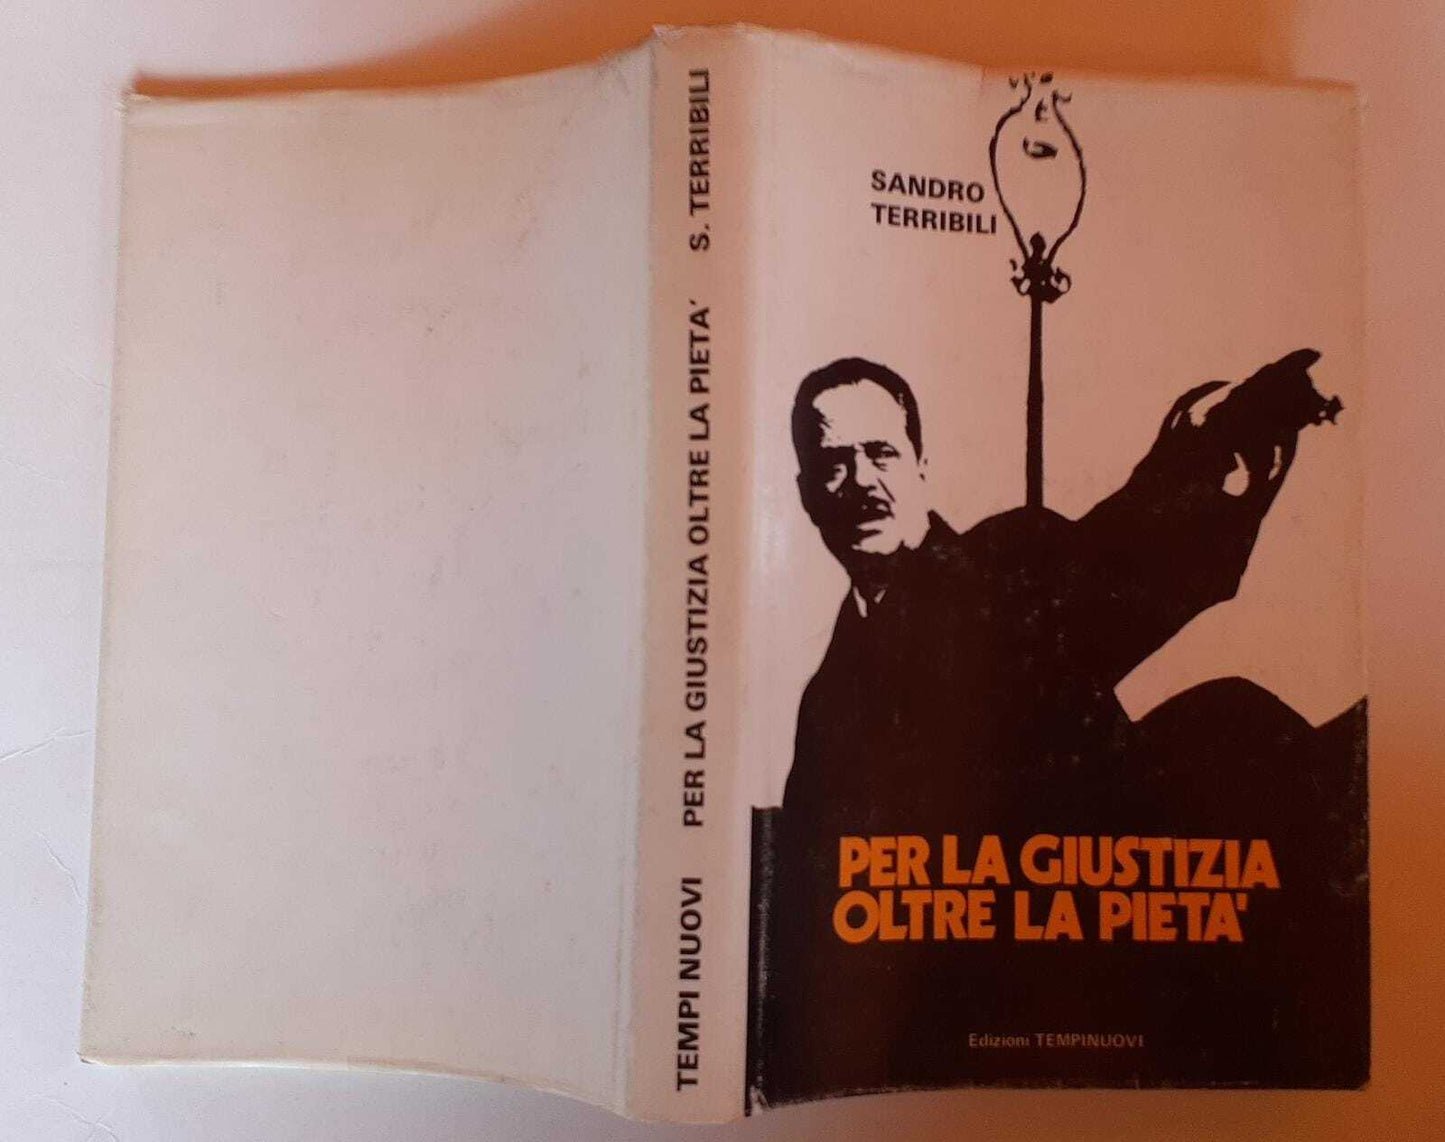 TEMPI NUOVI PER LA GIUSTIZIA OLTRE LA PIETA' S. TERRIBILI
SANDRO
TERRIBILI
PER LA GIUSTIZIA
OLTRE LA PIETA'
Edizioni TEMPINUOVI